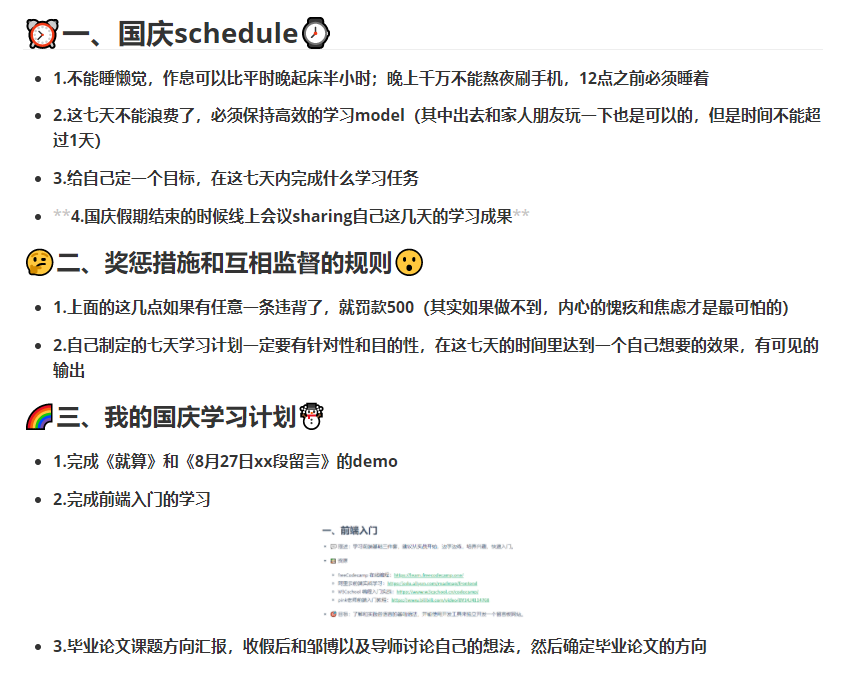 ⏰一、国庆schedule⌚
1.不能睡懒觉，作息可以比平时晚起床半小时；晚上千万不能熬夜刷手机，12点之前必须睡着
2.这七天不能浪费了，必须保持高效的学习model（其中出去和家人朋友玩一下也是可以的，但是时间不能超
过1天）
3.给自己定一个目标，在这七天内完成什么学习任务
**4.国庆假期结束的时候线上会议sharing自己这几天的学习成果**
🤔二、奖惩措施和互相监督的规则😮
1.上面的这几点如果有任意一条违背了，就罚款500（其实如果做不到，内心的愧疚和焦虑才是最可怕的）
2.自己制定的七天学习计划一定要有针对性和目的性，在这七天的时间里达到一个自己想要的效果，有可见的
输出
🌈三、我的国庆学习计划☃
1.完成《就算》和《8月27日xx段留言》的demo
2.完成前端入门的学习
一、前端入门
3.毕业论文课题方向汇报，收假后和邹博以及导师讨论自己的想法，然后确定毕业论文的方向